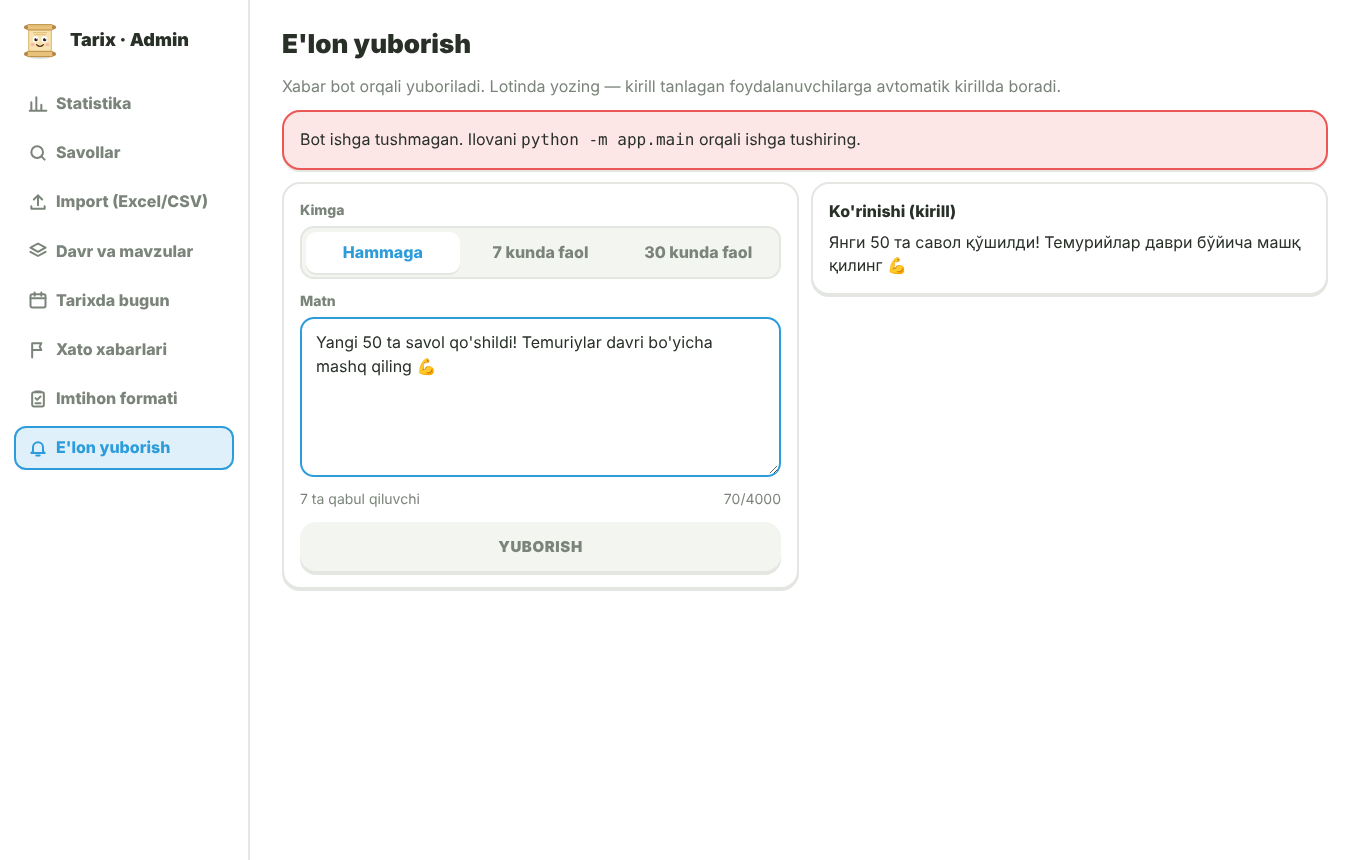 Tarix · Admin
Statistika
Savollar
Import (Excel/CSV)
Davr va mavzular
Tarixda bugun
Xato xabarlari
Imtihon formati
E'lon yuborish
E'lon yuborish
Xabar bot orqali yuboriladi. Lotinda yozing — kirill tanlagan foydalanuvchilarga avtomatik kirillda boradi.
Bot ishga tushmagan. Ilovani python -m app.main orqali ishga tushiring.
Kimga
Hammaga 7 kunda faol 30 kunda faol
Matn
Yangi 50 ta savol qo'shildi! Temuriylar davri bo'yicha
mashq qiling 💪
7 ta qabul qiluvchi 70/4000
YUBORISH
Ko'rinishi (kirill)
Янги 50 та савол қўшилди! Темурийлар даври бўйича машқ
қилинг 💪